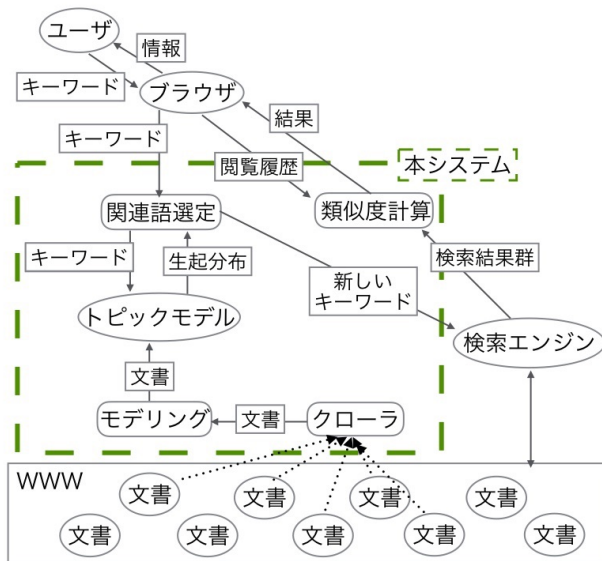 ユーザ
情報
キーワード
ブラウザ
結果
キーワード
閲覧履歴
本システム
関連語選定
類似度計算
キーワード
生起分布
新しい
キーワード
検索結果群
トピックモデル
検索エンジン
文書
モデリング
文書
クローラ
WWW
文書
文書
文書
文書
文書
文書
文書
文書
文書